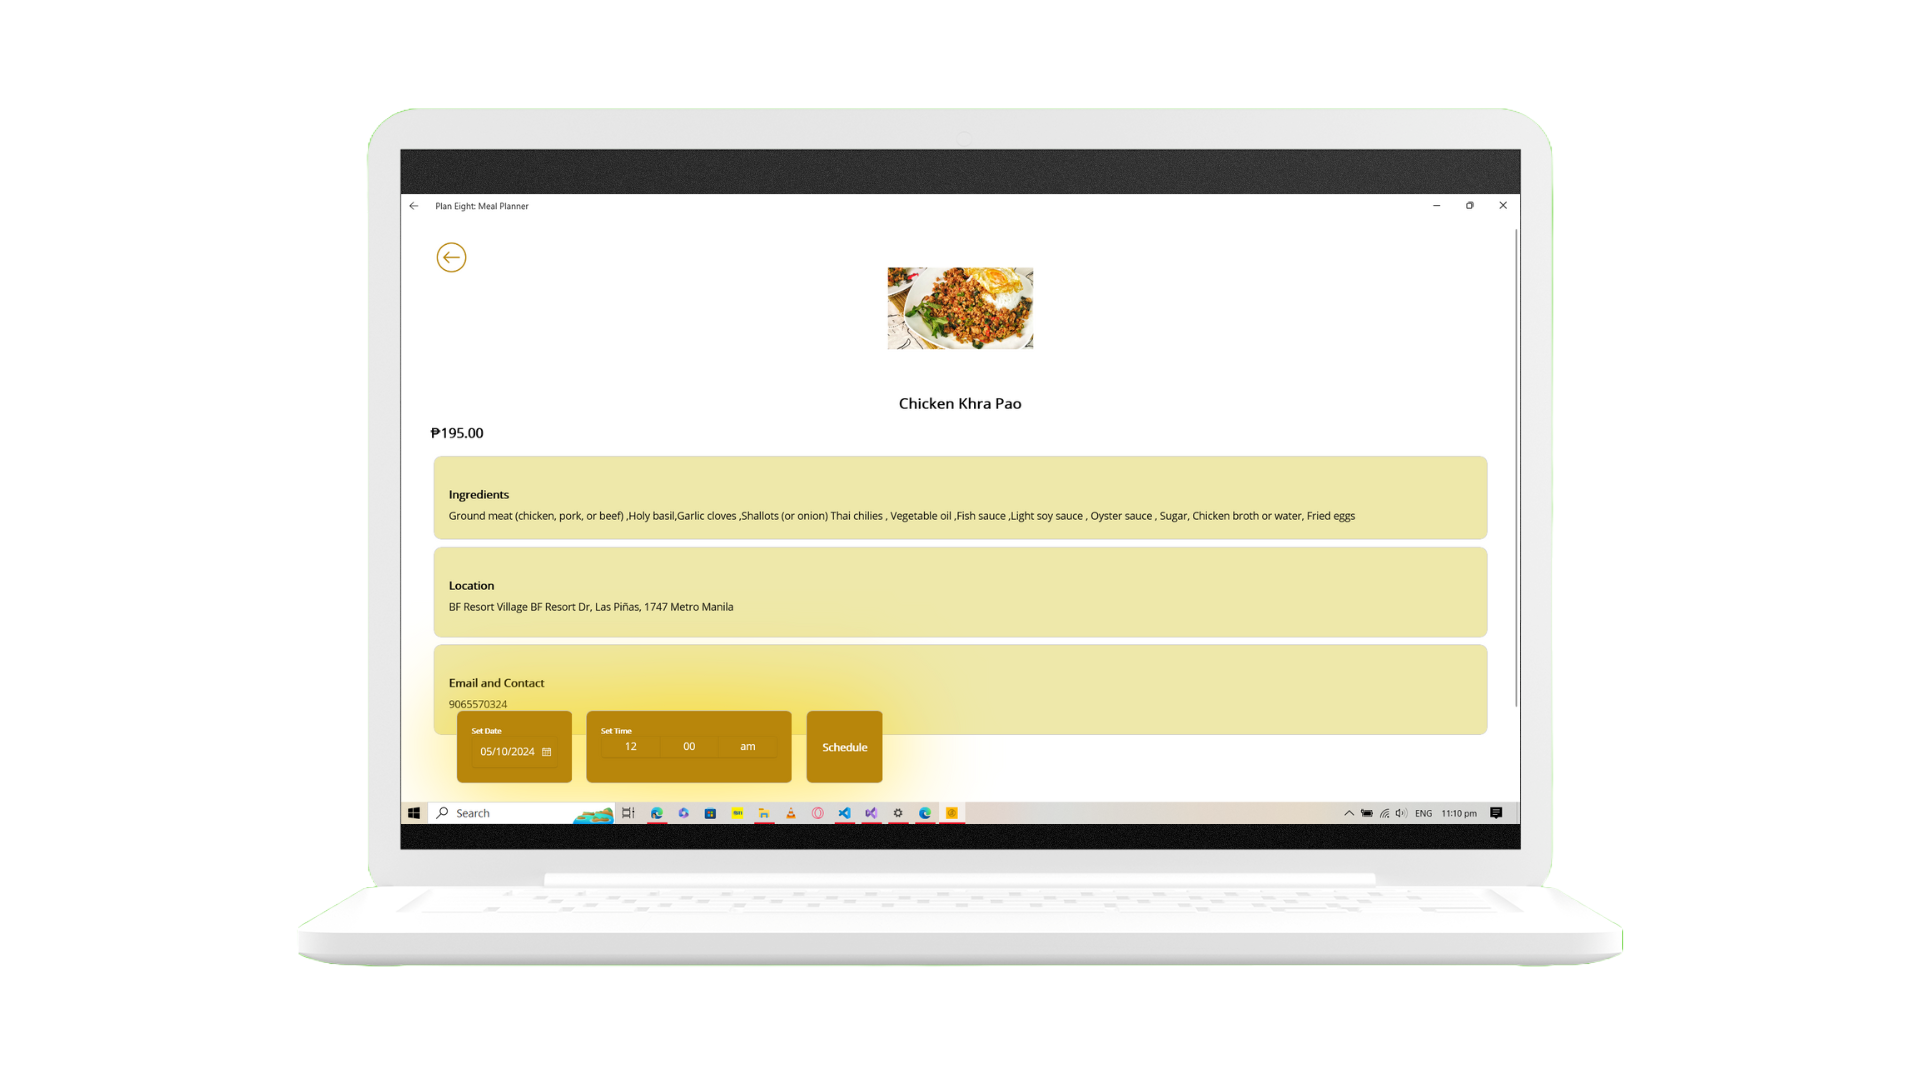 Plan Eight: Meal Planner
Chicken Khra Pao
₱195.00
Ingredients
Ground meat (chicken, pork, or beef) ,Holy basil,Garlic cloves ,Shallots (or onion) Thai chilies , Vegetable oil ,Fish sauce ,Light soy sauce , Oyster sauce , Sugar, Chicken broth or water, Fried eggs
Location
BF Resort Village BF Resort Dr, Las Piñas, 1747 Metro Manila
Email and Contact
9065570324
Set Date
05/10/2024
Set Time
12 00 am
Schedule
Search
ENG 11:10 pm